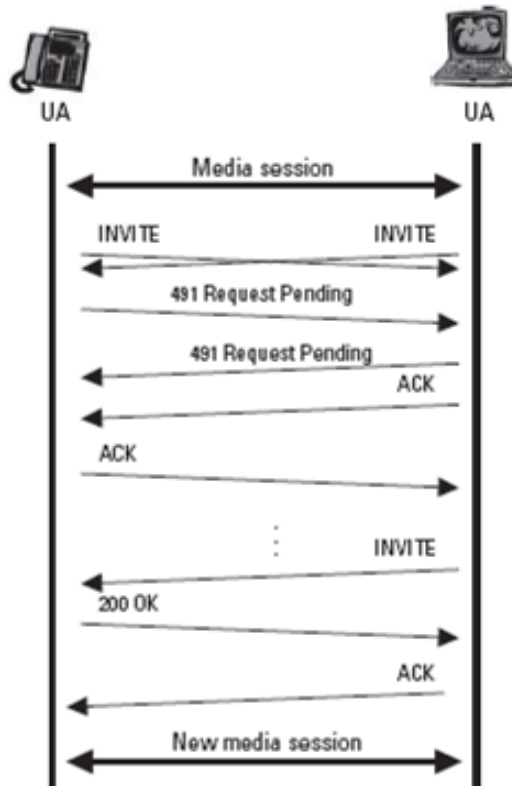 UA UA
Media session
INVITE INVITE
491 Request Pending
491 Request Pending
ACK
ACK
INVITE
200 OK
ACK
New media session